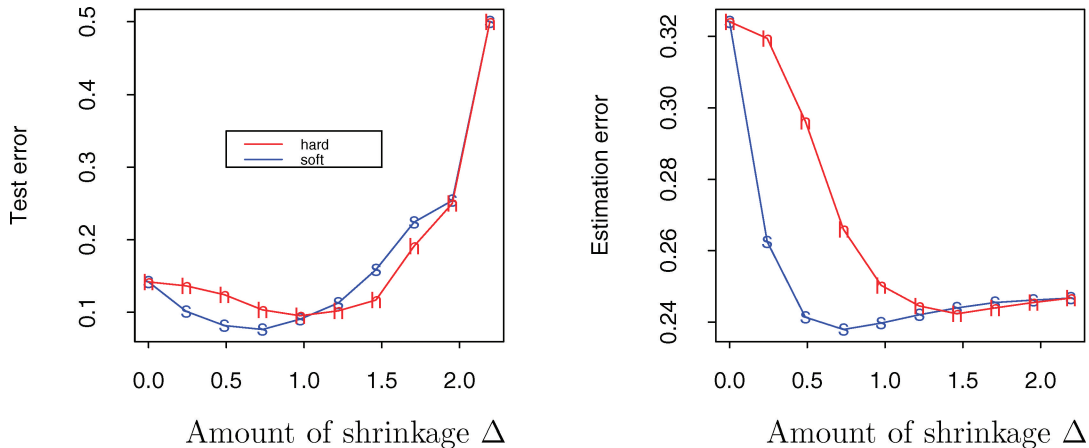 Test error
0.5
0.4
0.3
0.2
0.1
hard
soft
0.0 0.5 1.0 1.5 2.0
Amount of shrinkage Δ
h h h h h h h h h h
s s s s s s s s s s
Estimation error
0.32
0.30
0.28
0.26
0.24
0.0 0.5 1.0 1.5 2.0
Amount of shrinkage Δ
h h h h h h h h h h
s s s s s s s s s s